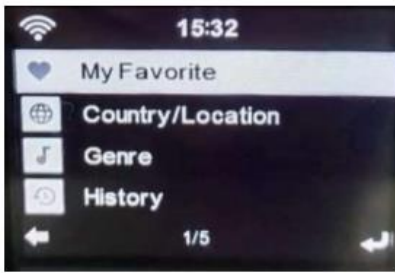 15:32
My Favorite
Country/Location
Genre
History
1/5